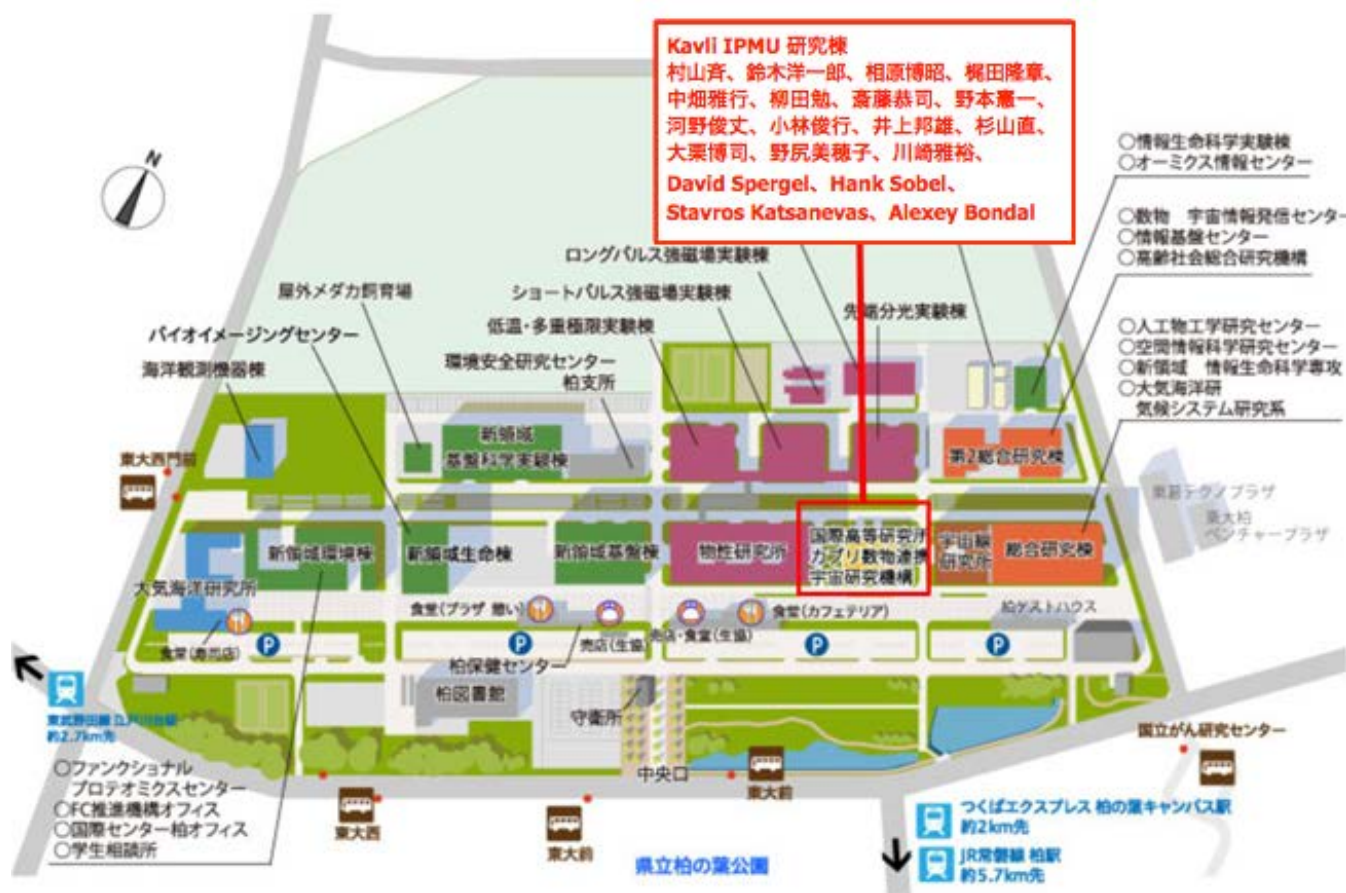 Kavli IPMU 研究棟
村山斉、鈴木洋一郎、相原博昭、梶田隆章、
中畑雅行、柳田勉、斎藤恭司、野本憲一、
河野俊丈、小林俊行、井上邦雄、杉山直、
大栗博司、野尻美穂子、川崎雅裕、
David Spergel、Hank Sobel、
Stavros Katsanevas、Alexey Bondal
N
○情報生命科学実験棟
○オーミクス情報センター
○数物 宇宙情報発信センター
○情報基盤センター
○高齢社会総合研究機構
○人工物工学研究センター
○空間情報科学研究センター
○新領域 情報生命科学専攻
○大気海洋研
気候システム研究系
ロングパルス強磁場実験棟
ショートパルス強磁場実験棟
先端分光実験棟
低温・多重極限実験棟
屋外メダカ飼育場
バイオイメージングセンター
環境安全研究センター
柏支所
海洋観測機器棟
新領域
基盤科学実験棟
第2総合研究棟
東大西門前
東葛テクノプラザ
東大柏
ベンチャープラザ
新領域環境棟
新領域生命棟
新領域基盤棟
物性研究所
国際高等研究所
カブリ数物連携
宇宙研究機構
宇宙線
研究所
総合研究棟
大気海洋研究所
食堂(プラザ 憩い)
食堂(カフェテリア)
柏ゲストハウス
売店(生協)
売店・食堂(生協)
食堂(寿司店)
P
P
P
P
柏保健センター
柏図書館
守衛所
中央口
東武野田線 江戸川台駅
約2.7km先
○ファンクショナル
プロテオミクスセンター
○FC推進機構オフィス
○国際センター柏オフィス
○学生相談所
東大西
東大前
東大前
県立柏の葉公園
国立がん研究センター
つくばエクスプレス 柏の葉キャンパス駅
約2km先
JR常磐線 柏駅
約5.7km先